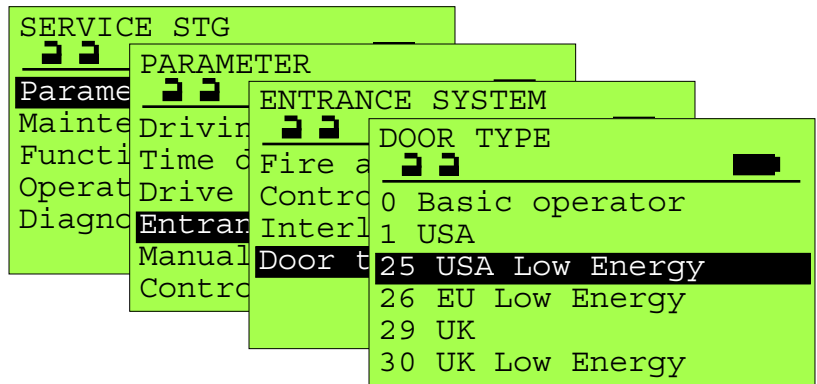 SERVICE STG
Parame
Mainte
Functi
Operat
Diagno
PARAMETER
Drivin
Time d
Drive
Entran
Manual
Contro
ENTRANCE SYSTEM
Fire a
Contro
Interl
Door t
DOOR TYPE
0 Basic operator
1 USA
25 USA Low Energy
26 EU Low Energy
29 UK
30 UK Low Energy